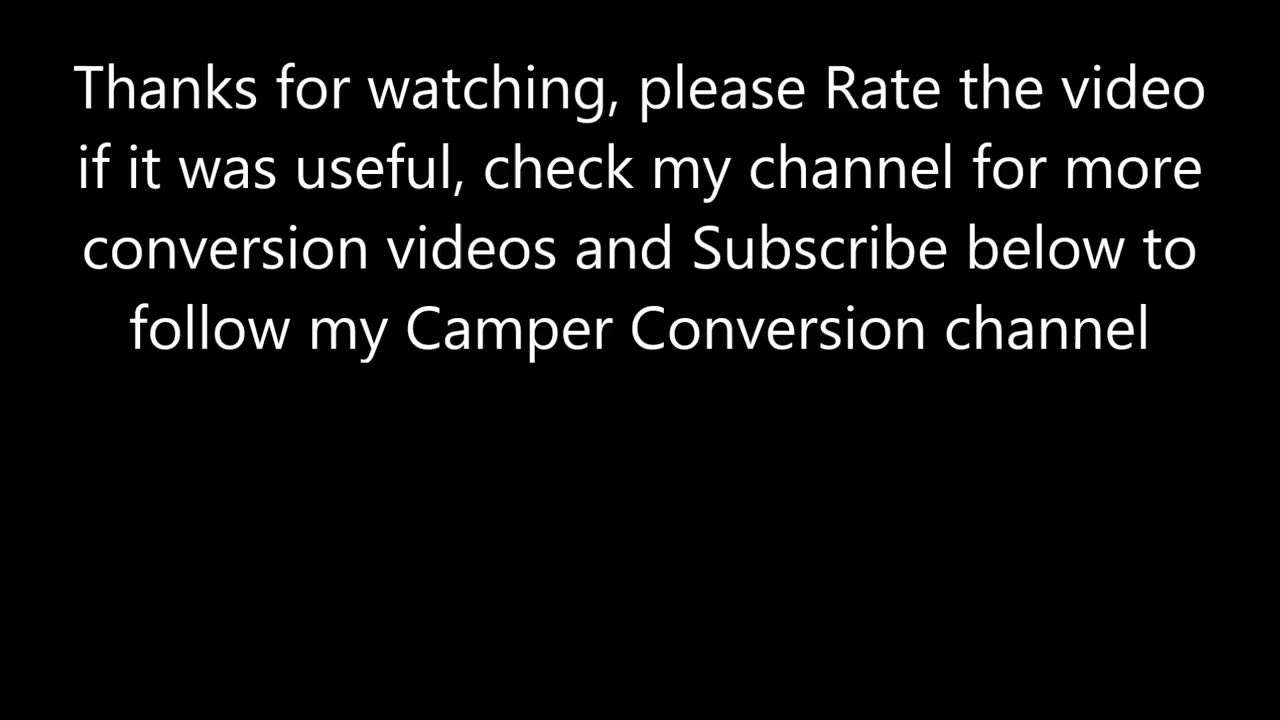 Thanks for watching, please Rate the video
if it was useful, check my channel for more
conversion videos and Subscribe below to
follow my Camper Conversion channel